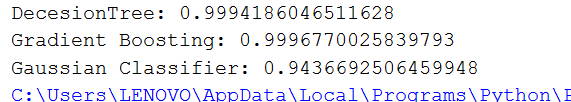 DecesionTree: 0.9994186046511628
Gradient Boosting: 0.9996770025839793
Gaussian Classifier: 0.9436692506459948
C:\Users\LENOVO\AppData\Local\Programs\Python\